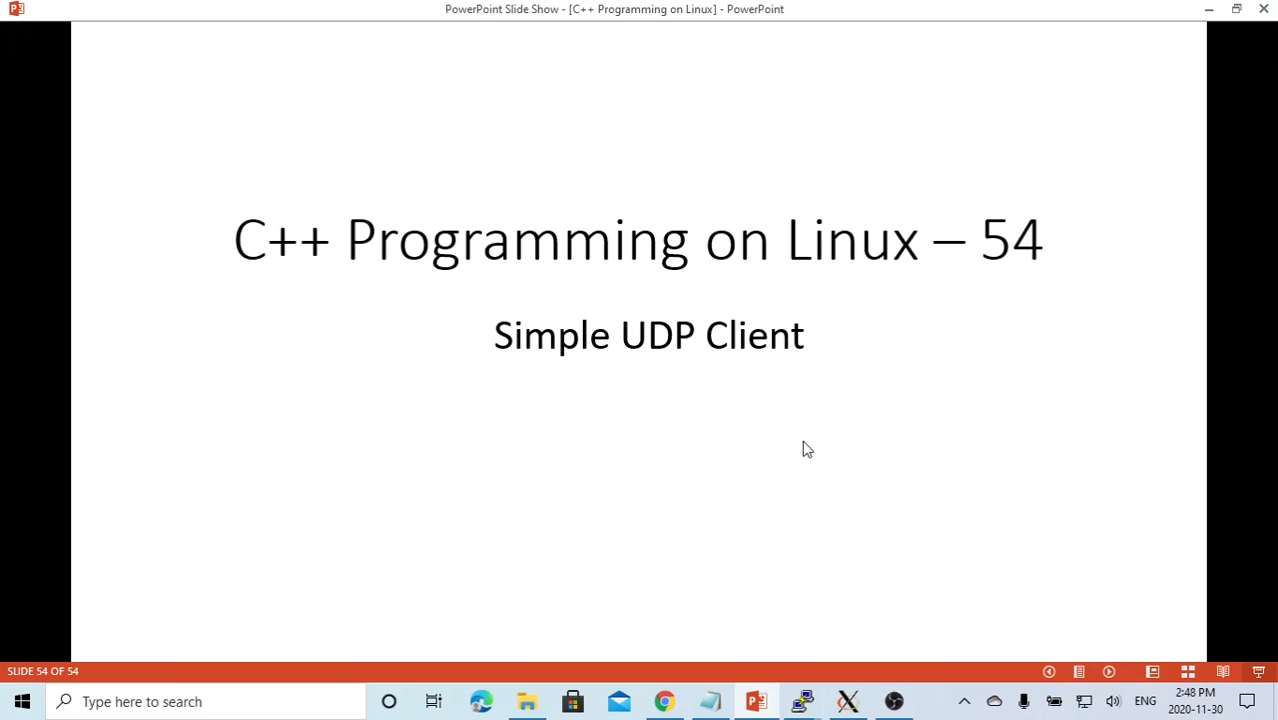 PowerPoint Slide Show - [C++ Programming on Linux] - PowerPoint
C++ Programming on Linux – 54
Simple UDP Client
SLIDE 54 OF 54
Type here to search
ENG
2:48 PM
2020-11-30